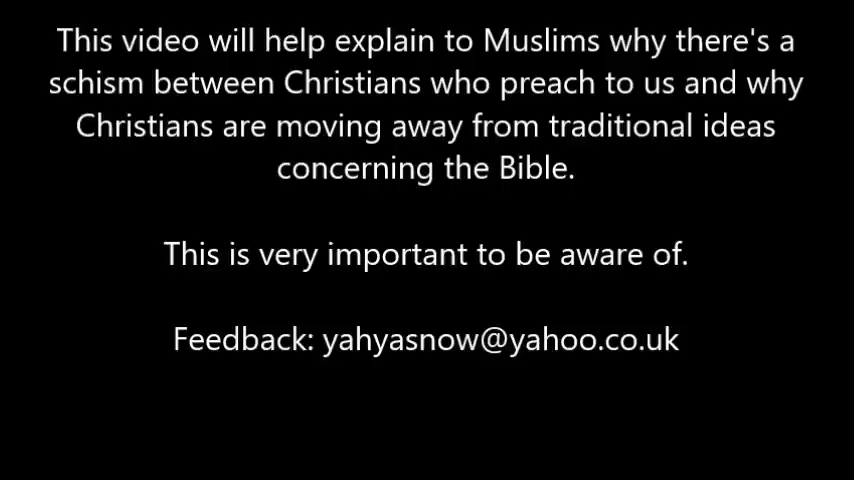 This video will help explain to Muslims why there's a
schism between Christians who preach to us and why
Christians are moving away from traditional ideas
concerning the Bible.
This is very important to be aware of.
Feedback: yahyasnow@yahoo.co.uk